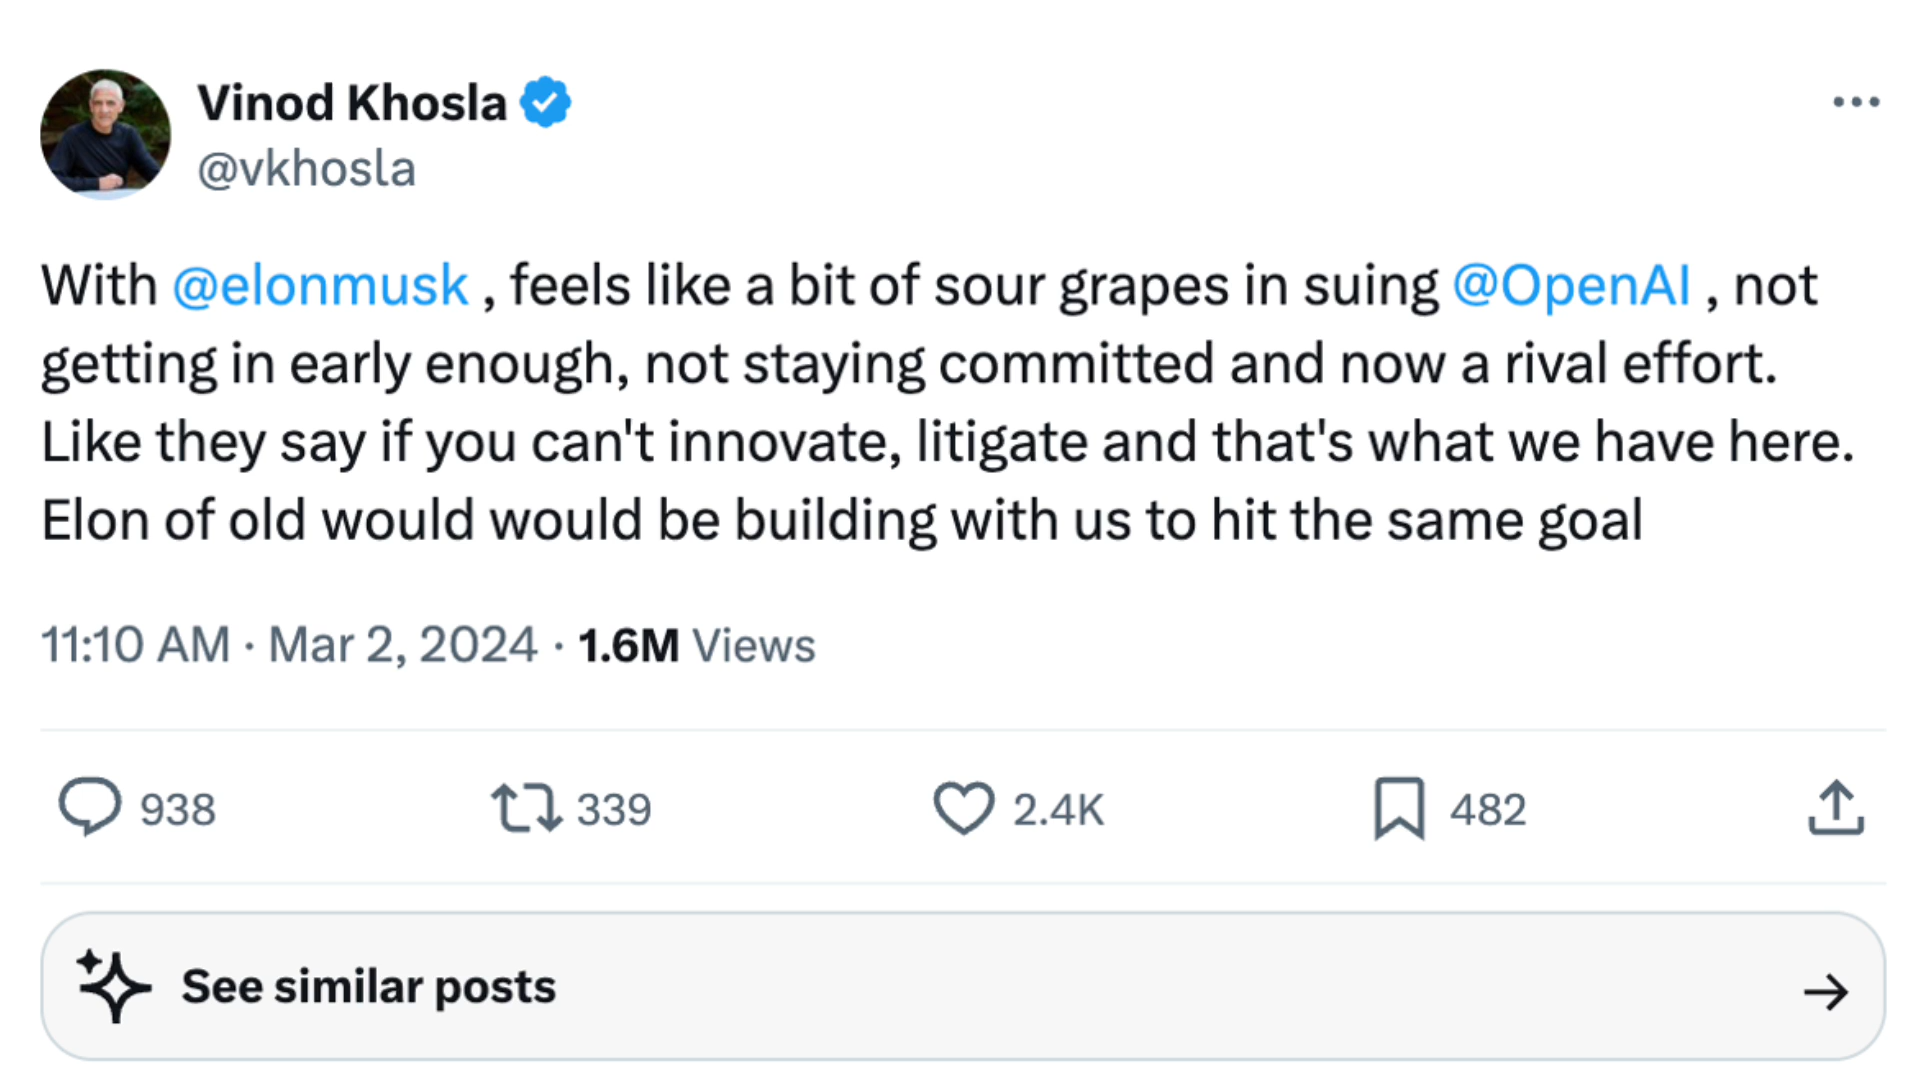 Vinod Khosla
@vkhosla
With @elonmusk , feels like a bit of sour grapes in suing @OpenAI , not
getting in early enough, not staying committed and now a rival effort.
Like they say if you can't innovate, litigate and that's what we have here.
Elon of old would would be building with us to hit the same goal
11:10 AM · Mar 2, 2024 · 1.6M Views
938 339 2.4K 482
See similar posts